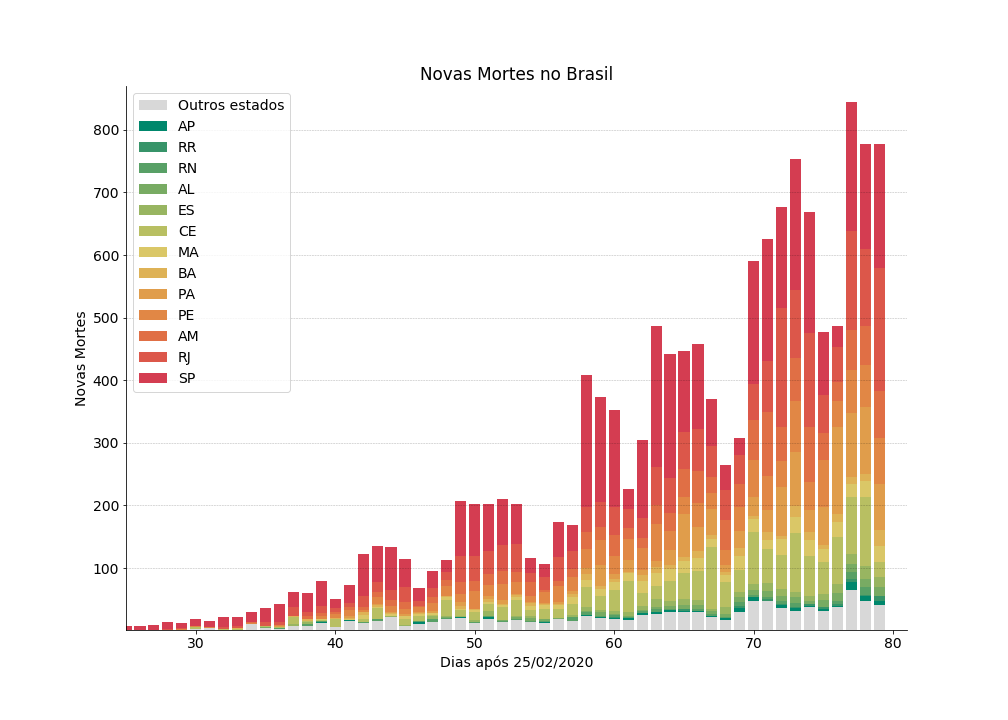 Novas Mortes no Brasil
Outros estados
AP
RR
RN
AL
ES
CE
MA
BA
PA
PE
AM
RJ
SP
800
700
600
500
400
300
200
100
Novas Mortes
30 40 50 60 70 80
Dias após 25/02/2020